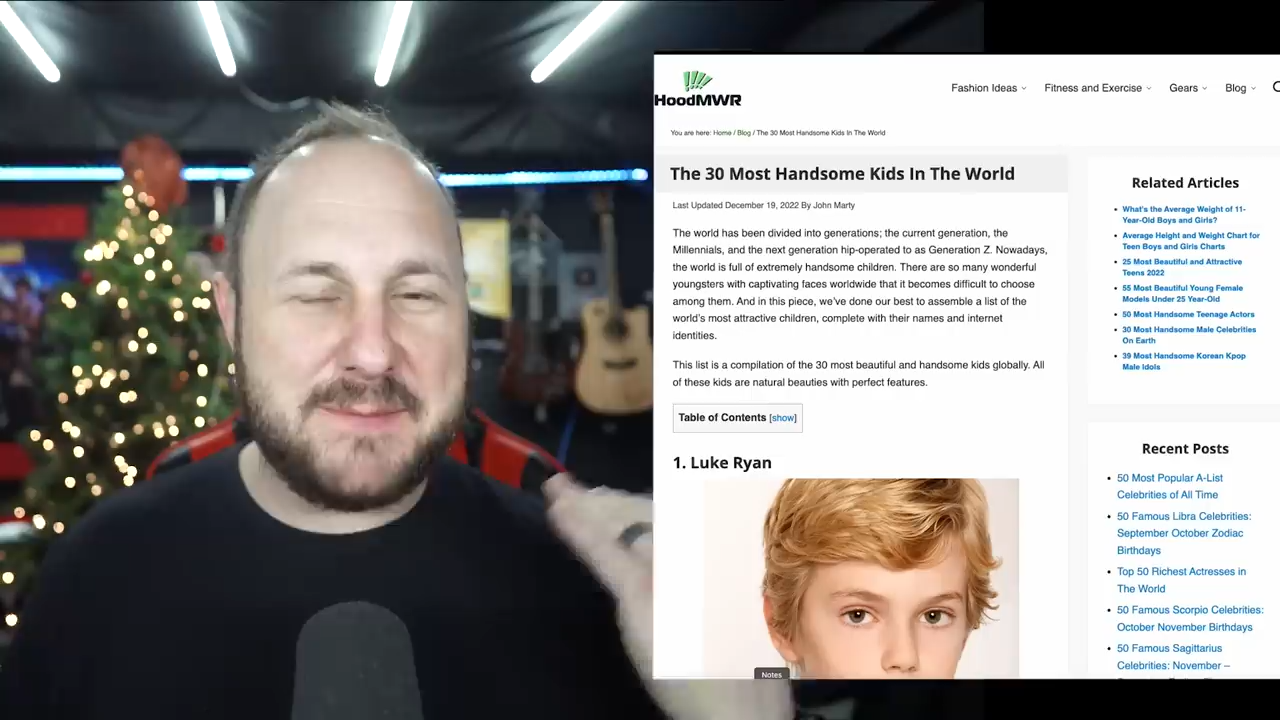 HoodMWR
Fashion Ideas
Fitness and Exercise
Gears
Blog
You are here: Home / Blog / The 30 Most Handsome Kids In The World
The 30 Most Handsome Kids In The World
Last Updated December 19, 2022 By John Marty
The world has been divided into generations; the current generation, the
Millennials, and the next generation hip-operated to as Generation Z. Nowadays,
the world is full of extremely handsome children. There are so many wonderful
youngsters with captivating faces worldwide that it becomes difficult to choose
among them. And in this piece, we've done our best to assemble a list of the
world's most attractive children, complete with their names and internet
identities.
This list is a compilation of the 30 most beautiful and handsome kids globally. All
of these kids are natural beauties with perfect features.
Table of Contents [show]
1. Luke Ryan
Notes
Related Articles
What's the Average Weight of 11-
Year-Old Boys and Girls?
Average Height and Weight Chart for
Teen Boys and Girls Charts
25 Most Beautiful and Attractive
Teens 2022
55 Most Beautiful Young Female
Models Under 25 Year-Old
50 Most Handsome Teenage Actors
30 Most Handsome Male Celebrities
On Earth
39 Most Handsome Korean Kpop
Male Idols
Recent Posts
50 Most Popular A-List
Celebrities of All Time
50 Famous Libra Celebrities:
September October Zodiac
Birthdays
Top 50 Richest Actresses in
The World
50 Famous Scorpio Celebrities:
October November Birthdays
50 Famous Sagittarius
Celebrities: November –